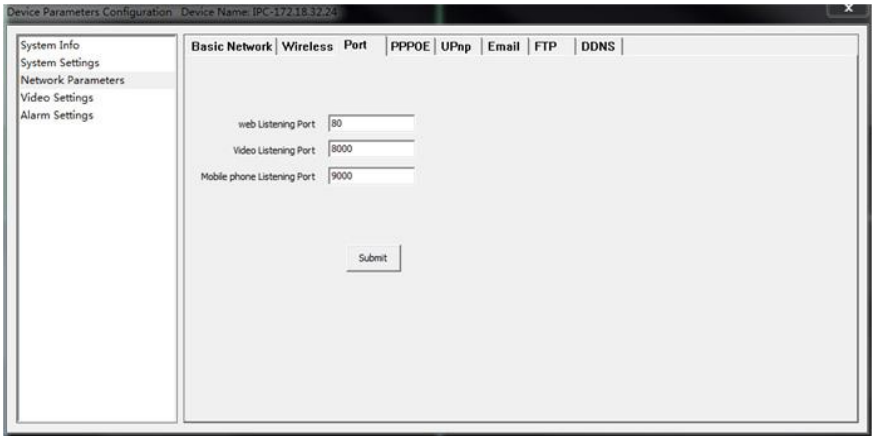 Device Parameters Configuration Device Name: IPC-172.18.32.24
x
System Info
System Settings
Network Parameters
Video Settings
Alarm Settings
Basic Network Wireless Port PPPOE UPnp Email FTP DDNS
web Listening Port 80
Video Listening Port 8000
Mobile phone Listening Port 9000
Submit